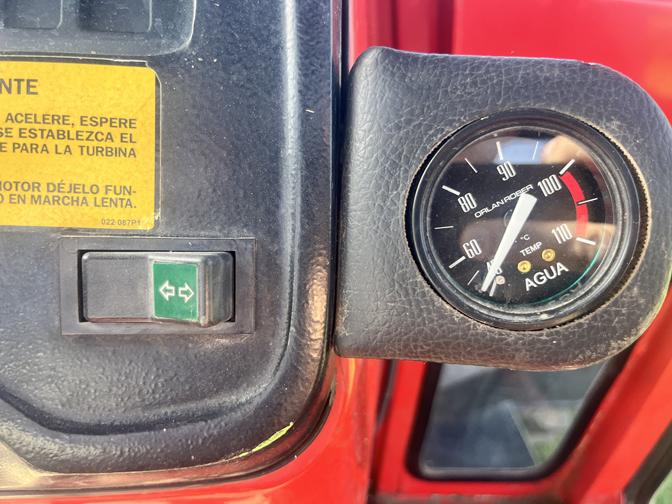 NTE
ACELERE, ESPERE
SE ESTABLEZCA EL
E PARA LA TURBINA
MOTOR DÉJELO FUN-
O EN MARCHA LENTA.
022 087P1
60
80
90
100
110
ORLAN ROBER
°C
TEMP
AGUA